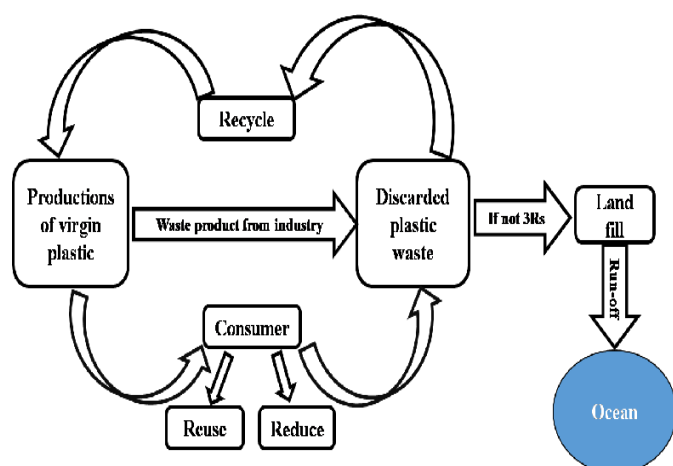 Recycle
Productions
of virgin
plastic
Waste product from industry
Discarded
plastic
waste
If not 3Rs
Land
fill
Run-off
Consumer
Reuse
Reduce
Ocean